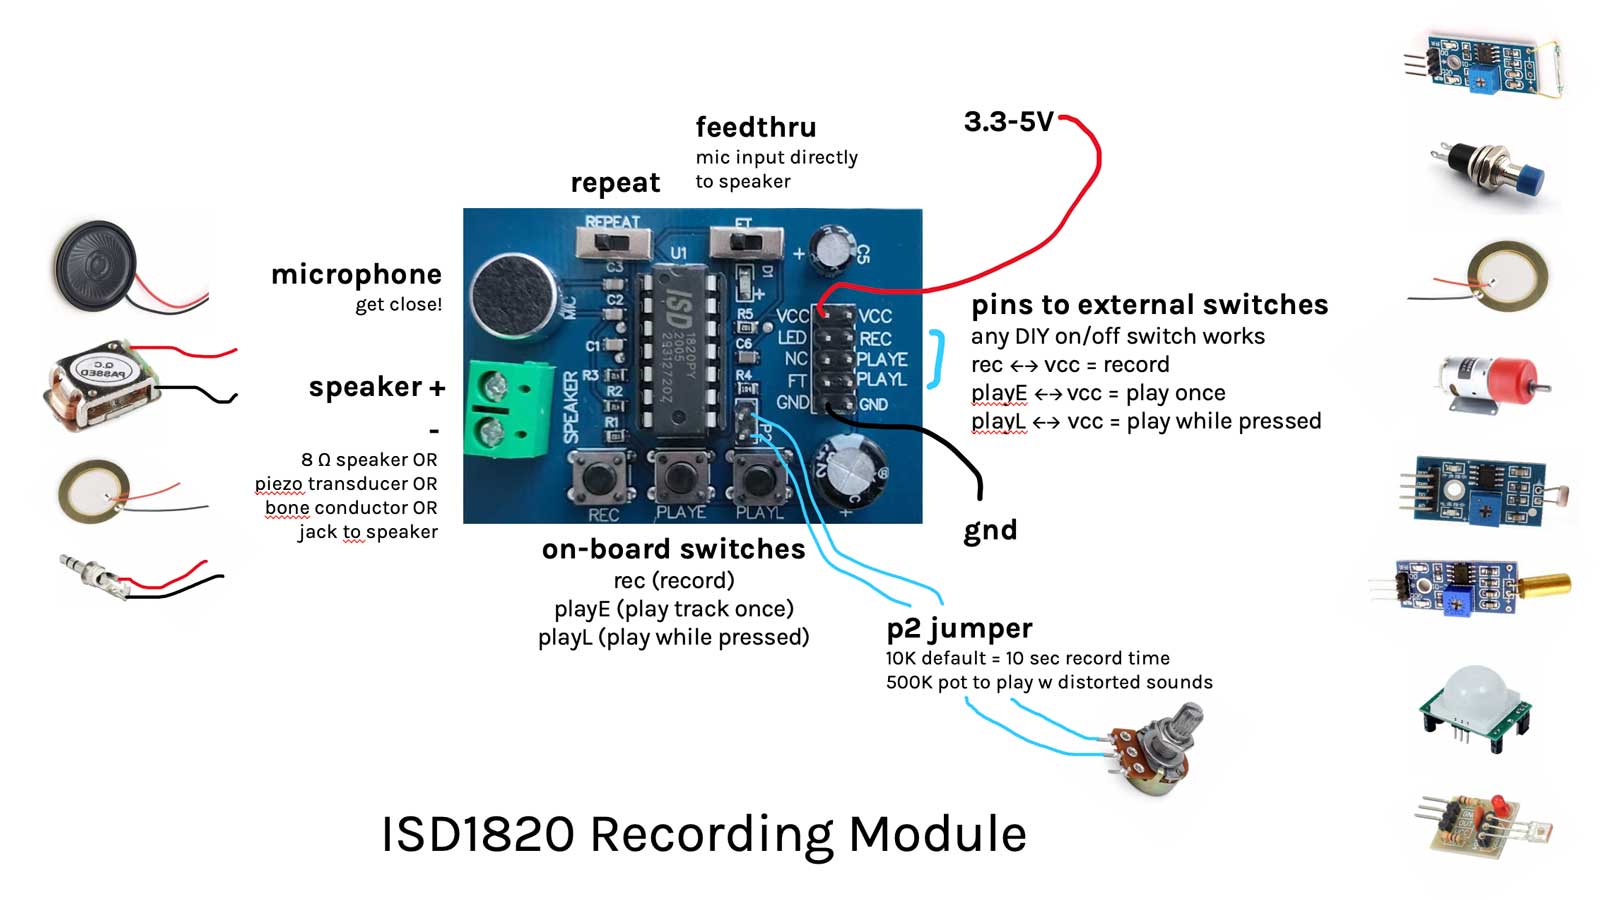 feedthru
mic input directly
to speaker
repeat
3.3-5V
microphone
get close!
speaker +
-
8 Ω speaker OR
piezo transducer OR
bone conductor OR
jack to speaker
REPEAT
FT
U1
C3
C2
C1
R3
R2
R1
MIC
SPEAKER
ISD
1820PY
2005
D1
+
+
C5
R5
C6
R4
P2
VCC VCC
LED REC
NC PLAYE
FT PLAYL
GND GND
REC
PLAYE
PLAYL
+
pins to external switches
any DIY on/off switch works
rec ↔ vcc = record
playE ↔ vcc = play once
playL ↔ vcc = play while pressed
gnd
on-board switches
rec (record)
playE (play track once)
playL (play while pressed)
p2 jumper
10K default = 10 sec record time
500K pot to play w distorted sounds
Q.C
PASSED
ISD1820 Recording Module